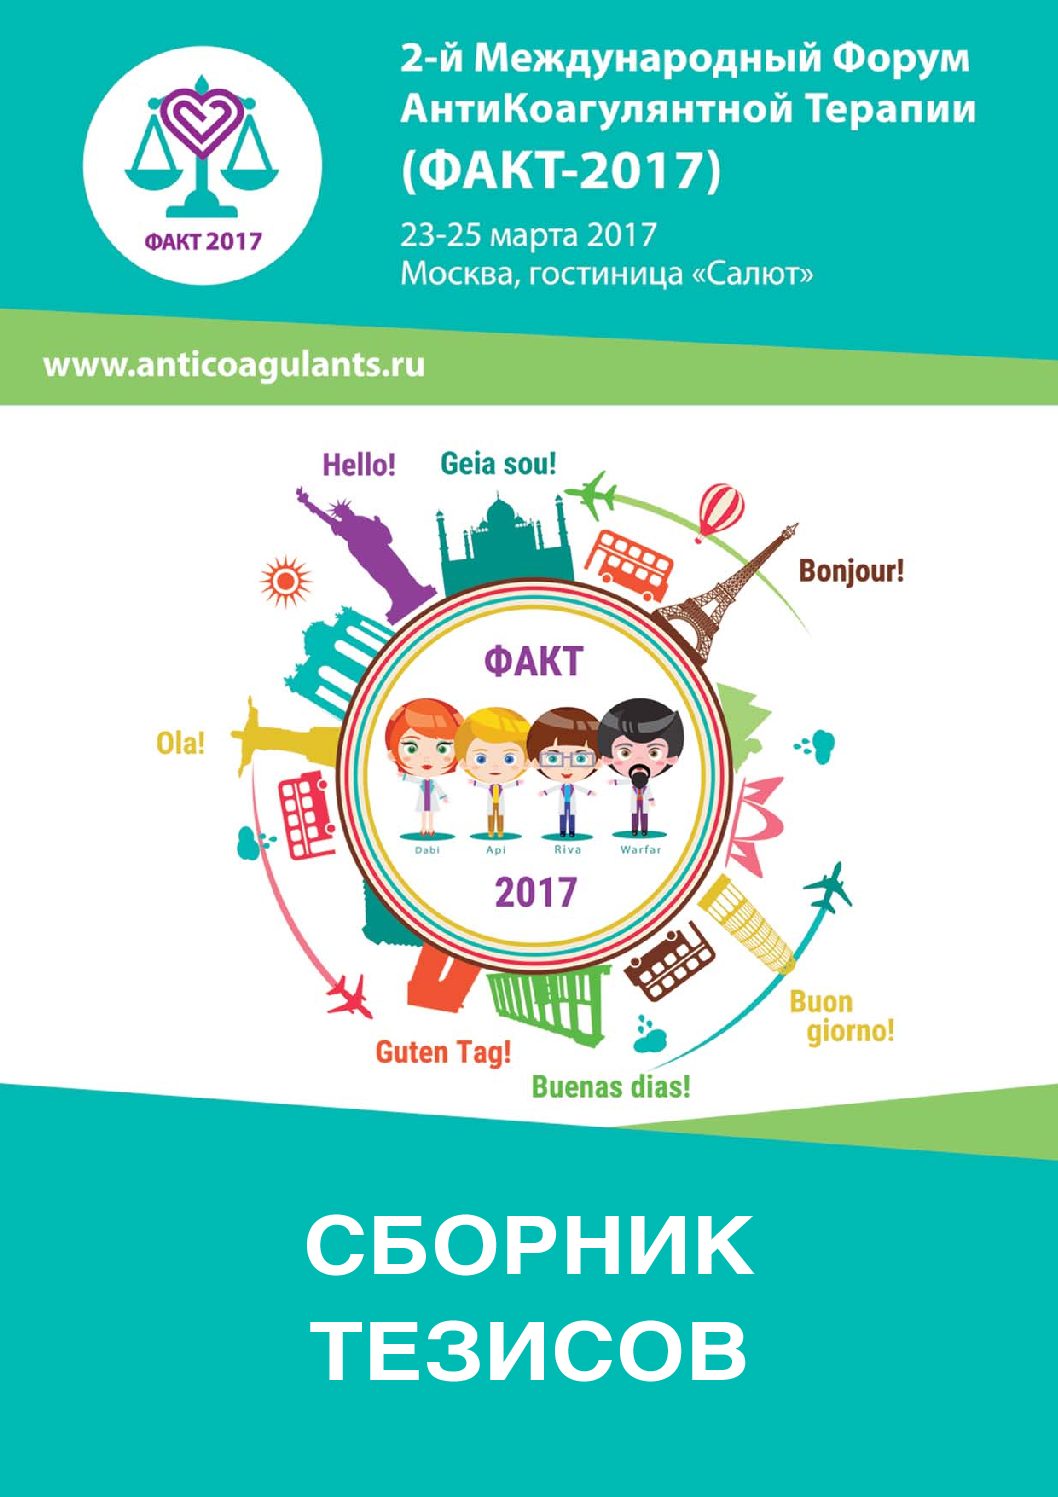 2-й Международный Форум
АнтиКоагулянтной Терапии
(ФАКТ-2017)
23-25 марта 2017
Москва, гостиница «Салют»
ФАКТ 2017
www.anticoagulants.ru
Hello!
Geia sou!
Bonjour!
ФАКТ
Ola!
Dabi
Api
Riva
Warfar
2017
Buon
giorno!
Guten Tag!
Buenas dias!
СБОРНИК
ТЕЗИСОВ